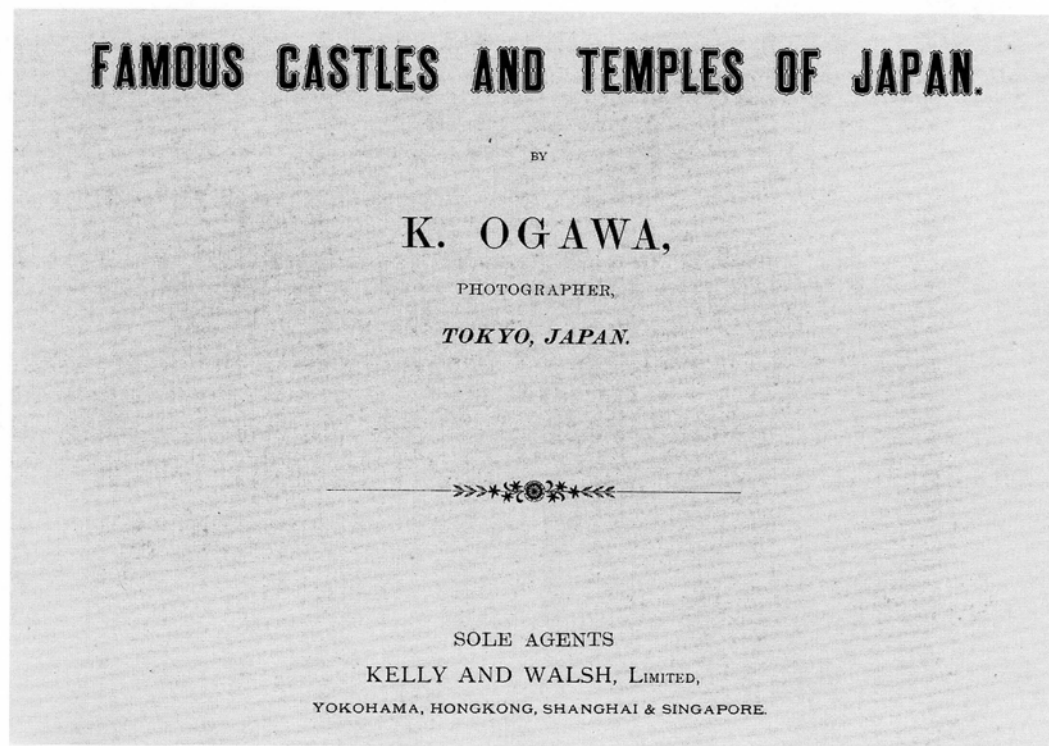 FAMOUS CASTLES AND TEMPLES OF JAPAN.
BY
K. OGAWA,
PHOTOGRAPHER,
TOKYO, JAPAN.
SOLE AGENTS
KELLY AND WALSH, LIMITED,
YOKOHAMA, HONGKONG, SHANGHAI & SINGAPORE.